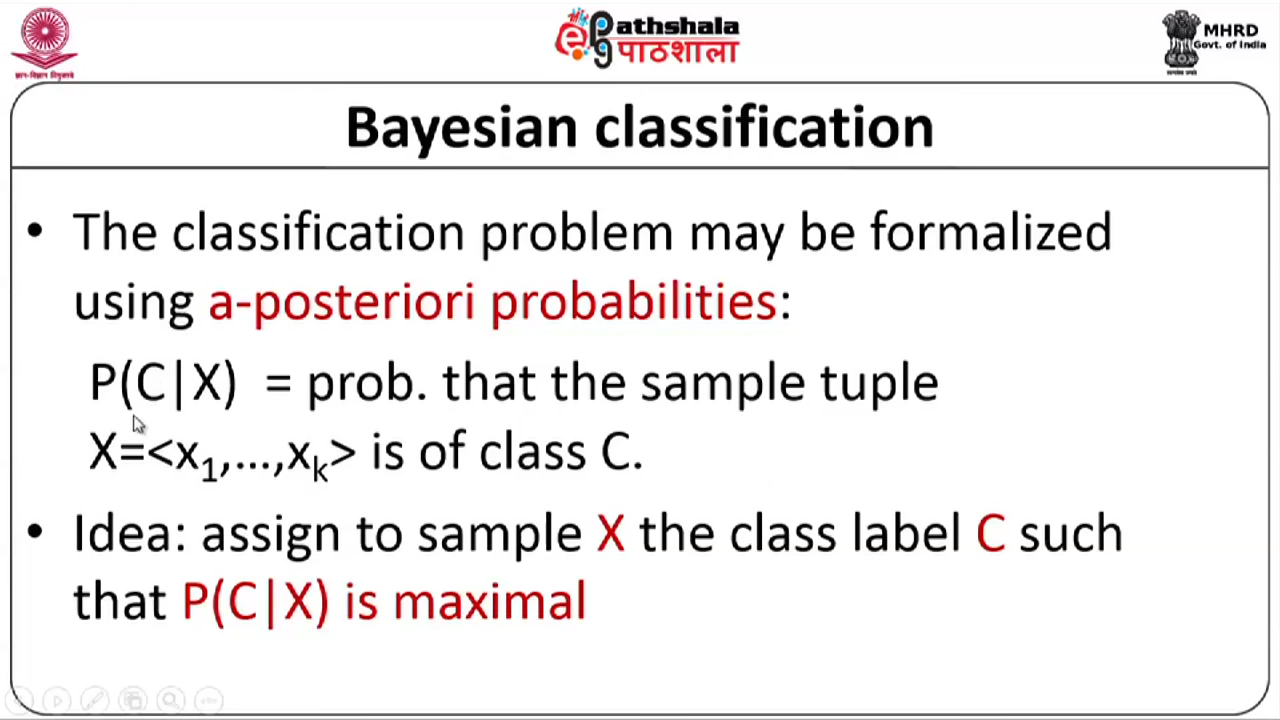 ePathshala
पाठशाला
MHRD
Govt. of India
Bayesian classification
• The classification problem may be formalized
using a-posteriori probabilities:
P(C|X) = prob. that the sample tuple
X=<x₁,…,xₖ> is of class C.
• Idea: assign to sample X the class label C such
that P(C|X) is maximal